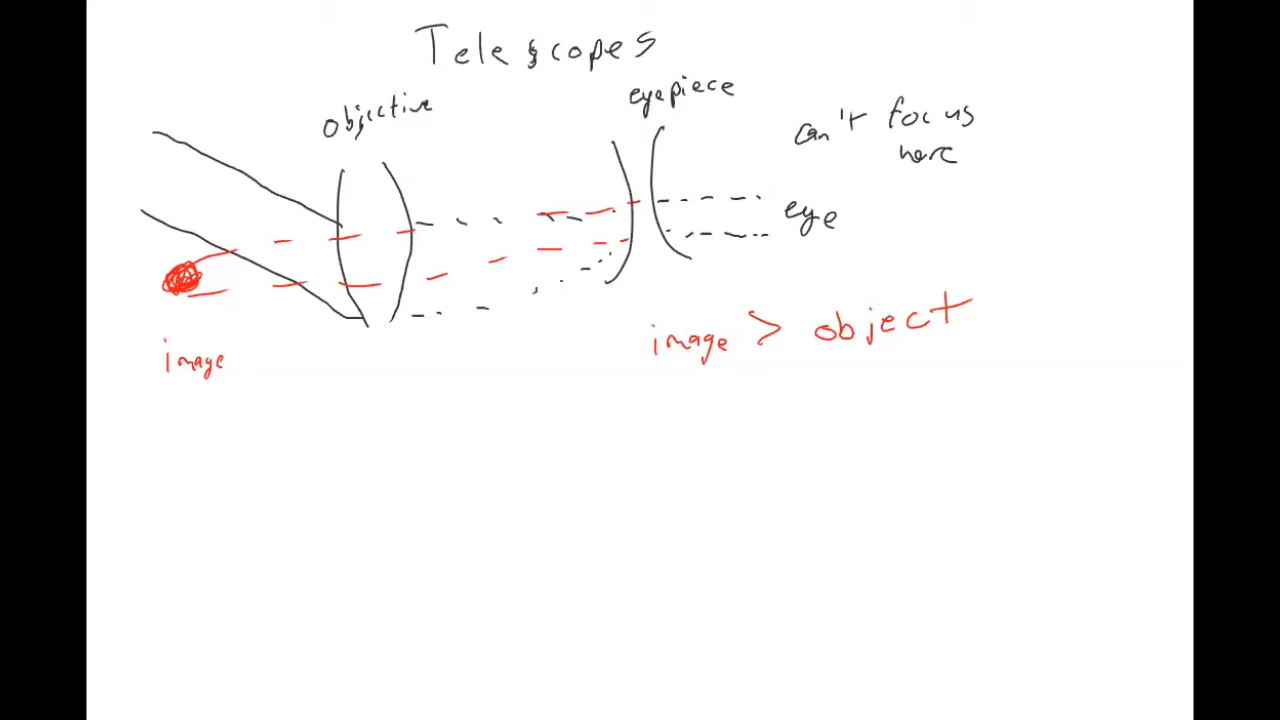 Telescopes
objective
eyepiece
can't focus
here
eye
image > object
image